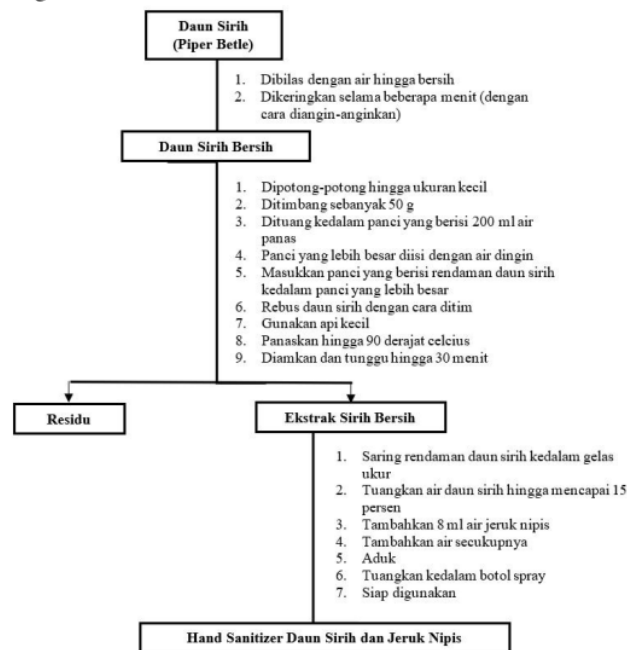 Daun Sirih
(Piper Betle)
1. Dibilas dengan air hingga bersih
2. Dikeringkan selama beberapa menit (dengan
cara diangin-anginkan)
Daun Sirih Bersih
1. Dipotong-potong hingga ukuran kecil
2. Ditimbang sebanyak 50 g
3. Dituang kedalam panci yang berisi 200 ml air
panas
4. Panci yang lebih besar diisi dengan air dingin
5. Masukkan panci yang berisi rendaman daun sirih
kedalam panci yang lebih besar
6. Rebus daun sirih dengan cara ditim
7. Gunakan api kecil
8. Panaskan hingga 90 derajat celcius
9. Diamkan dan tunggu hingga 30 menit
Residu
Ekstrak Sirih Bersih
1. Saring rendaman daun sirih kedalam gelas
ukur
2. Tuangkan air daun sirih hingga mencapai 15
persen
3. Tambahkan 8 ml air jeruk nipis
4. Tambahkan air secukupnya
5. Aduk
6. Tuangkan kedalam botol spray
7. Siap digunakan
Hand Sanitizer Daun Sirih dan Jeruk Nipis